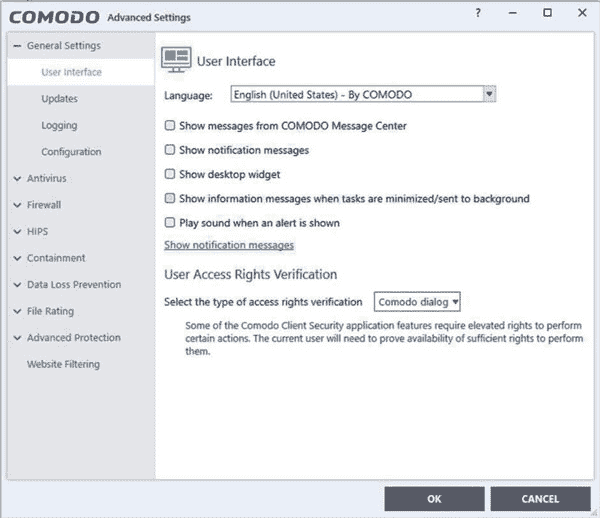 COMODO Advanced Settings ?
General Settings
User Interface
Updates
Logging
Configuration
Antivirus
Firewall
HIPS
Containment
Data Loss Prevention
File Rating
Advanced Protection
Website Filtering
User Interface
Language: English (United States) - By COMODO
Show messages from COMODO Message Center
Show notification messages
Show desktop widget
Show information messages when tasks are minimized/sent to background
Play sound when an alert is shown
Show notification messages
User Access Rights Verification
Select the type of access rights verification Comodo dialog
Some of the Comodo Client Security application features require elevated rights to perform
certain actions. The current user will need to prove availability of sufficient rights to perform
them.
OK CANCEL